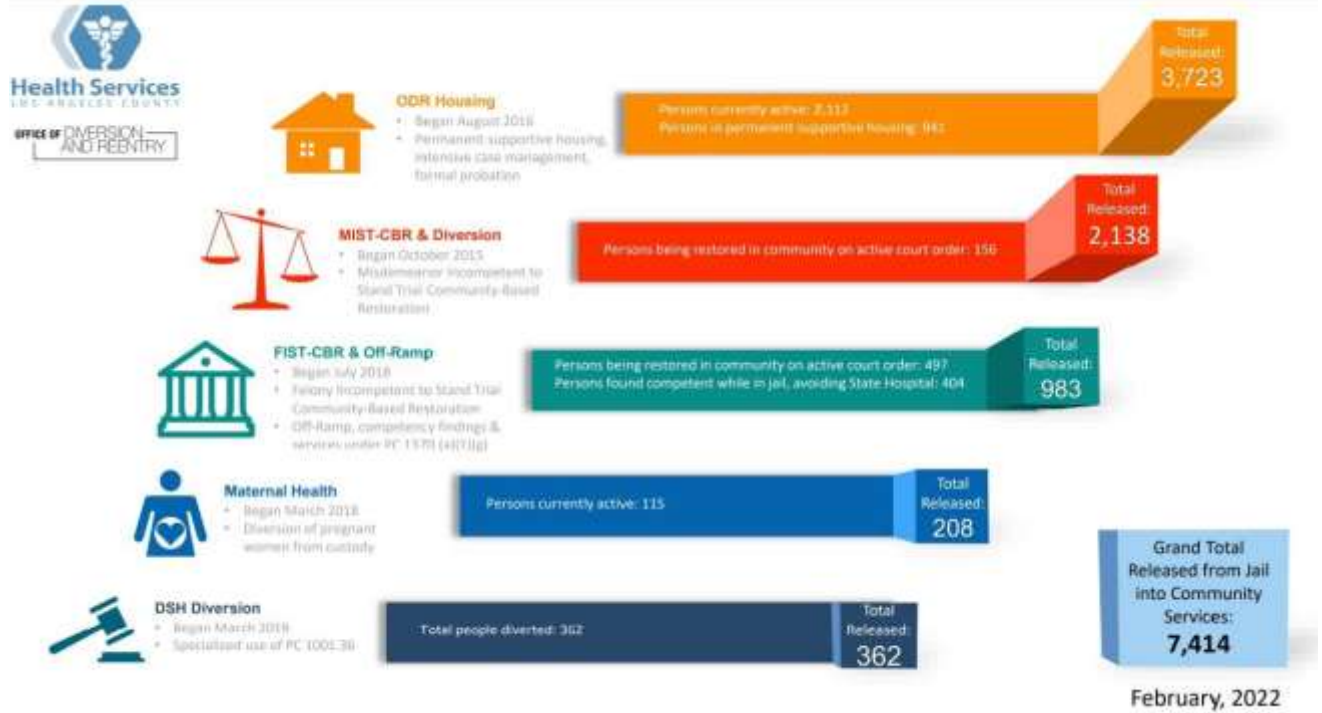 Health Services
LOS ANGELES COUNTY
OFFICE OF DIVERSION
AND REENTRY
ODR Housing
• Began August 2016
• Permanent supportive housing,
intensive case management,
formal probation
Persons currently active:
Persons in permanent supportive housing: 941
Total
Released:
3,723
MIST-CBR & Diversion
• Began October 2015
• Misdemeanor Incompetent to
Stand Trial Community-Based
Restoration
Persons being restored in community on active court order: 156
Total
Released:
2,138
FIST-CBR & Off-Ramp
• Began July 2018
• Felony Incompetent to Stand Trial
Community-Based Restoration
• Off-Ramp, competency findings &
services under PC 1370 (a)(1)(g)
Persons being restored in community on active court order: 497
Persons found competent while in jail, avoiding State Hospital: 404
Total
Released:
983
Maternal Health
• Began March 2018
• Diversion of pregnant
women from custody
Persons currently active: 115
Total
Released:
208
DSH Diversion
• Began March 2019
• Specialized use of PC 1001.36
Total people diverted: 362
Total
Released:
362
Grand Total
Released from Jail
into Community
Services:
7,414
February, 2022